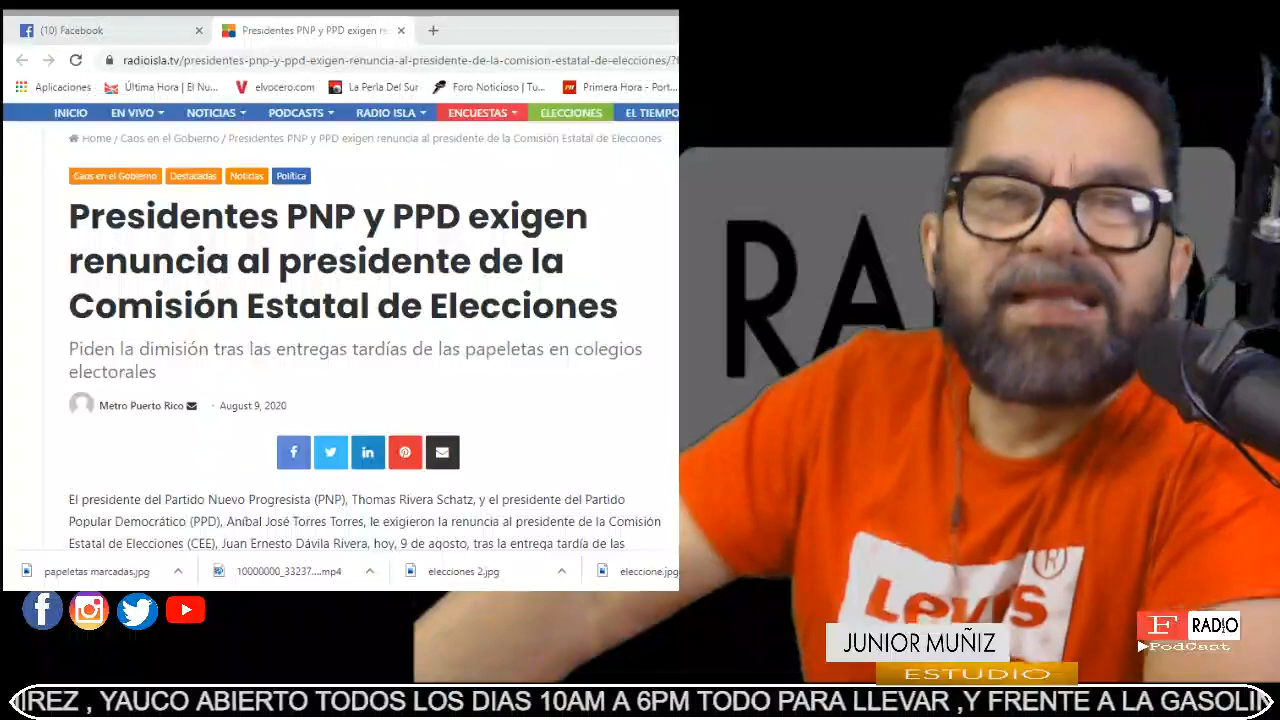 (10) Facebook
Presidentes PNP y PPD exigen re
radioisla.tv/presidentes-pnp-y-ppd-exigen-renuncia-al-presidente-de-la-comision-estatal-de-elecciones/?f
Aplicaciones
Última Hora | El Nu...
elvocero.com
La Perla Del Sur
Foro Noticioso | Tu...
Primera Hora - Port...
INICIO
EN VIVO
NOTICIAS
PODCASTS
RADIO ISLA
ENCUESTAS
ELECCIONES
EL TIEMPO
Home / Caos en el Gobierno / Presidentes PNP y PPD exigen renuncia al presidente de la Comisión Estatal de Elecciones
Caos en el Gobierno
Destacadas
Noticias
Política
Presidentes PNP y PPD exigen
renuncia al presidente de la
Comisión Estatal de Elecciones
Piden la dimisión tras las entregas tardías de las papeletas en colegios
electorales
Metro Puerto Rico
· August 9, 2020
El presidente del Partido Nuevo Progresista (PNP), Thomas Rivera Schatz, y el presidente del Partido
Popular Democrático (PPD), Aníbal José Torres Torres, le exigieron la renuncia al presidente de la Comisión
Estatal de Elecciones (CEE), Juan Ernesto Dávila Rivera, hoy, 9 de agosto, tras la entrega tardía de las
papeletas marcadas.jpg
10000000_33237....mp4
elecciones 2.jpg
eleccione.jpg
RA
Levi's
®
JUNIOR MUÑIZ
ESTUDIO
F RADIO
PodCast
IREZ , YAUCO ABIERTO TODOS LOS DIAS 10AM A 6PM TODO PARA LLEVAR ,Y FRENTE A LA GASOLIN